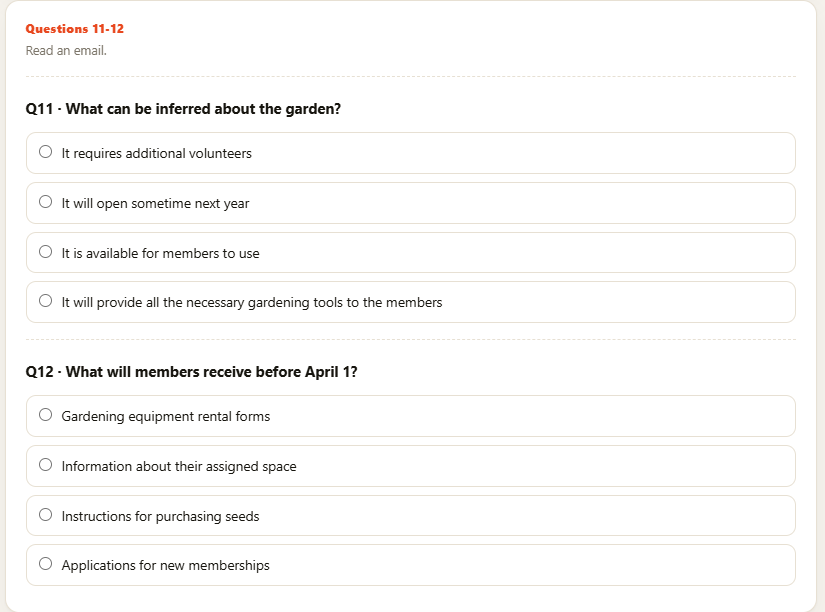 Questions 11-12
Read an email.
Q11 · What can be inferred about the garden?
It requires additional volunteers
It will open sometime next year
It is available for members to use
It will provide all the necessary gardening tools to the members
Q12 · What will members receive before April 1?
Gardening equipment rental forms
Information about their assigned space
Instructions for purchasing seeds
Applications for new memberships